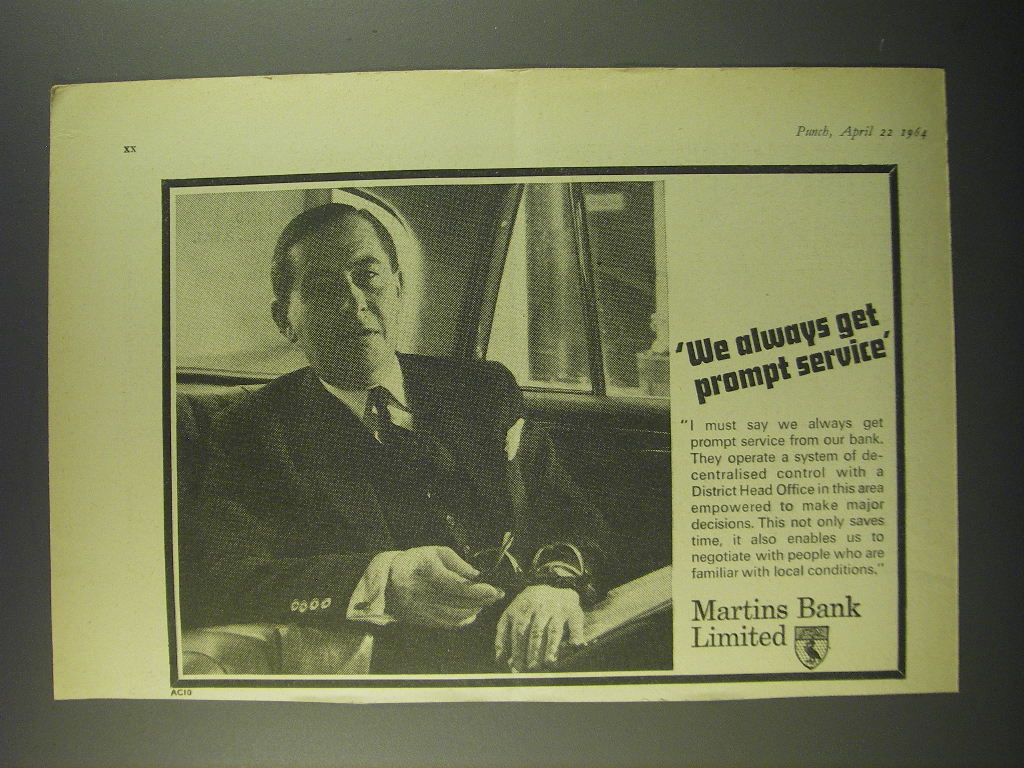 xx
Punch, April 22 1964
'We always get
prompt service'
"I must say we always get
prompt service from our bank.
They operate a system of de-
centralised control with a
District Head Office in this area
empowered to make major
decisions. This not only saves
time, it also enables us to
negotiate with people who are
familiar with local conditions."
Martins Bank
Limited
AC10